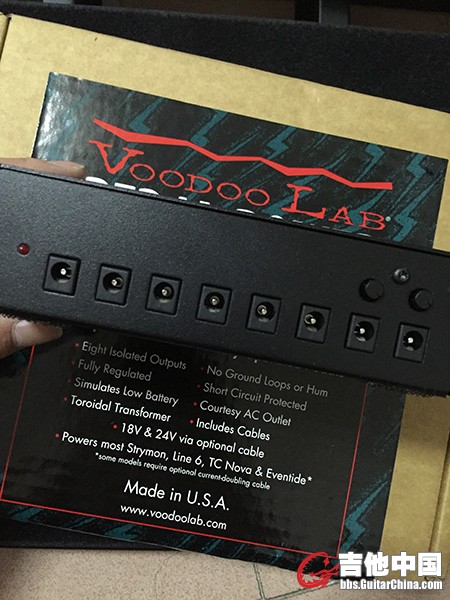 VOODOO LAB®
• Eight Isolated Outputs
• No Ground Loops or Hum
• Fully Regulated
• Short Circuit Protected
• Simulates Low Battery
• Courtesy AC Outlet
• Toroidal Transformer
• Includes Cables
• 18V & 24V via optional cable
• Powers most Strymon, Line 6, TC Nova & Eventide*
*some models require optional current-doubling cable
Made in U.S.A.
www.voodoolab.com
吉他中国
bbs.GuitarChina.com